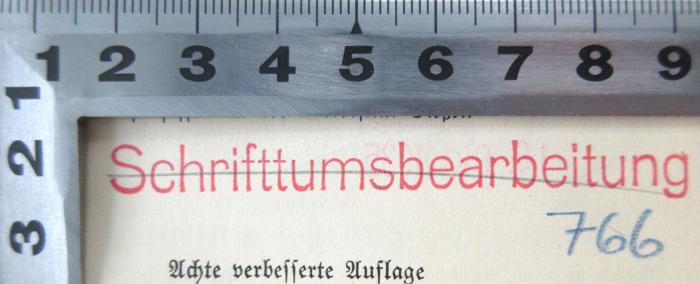 1 2 3 4 5 6 7 8 9
1
2
3
Schrifttumsbearbeitung
766
Achte verbesserte Auflage